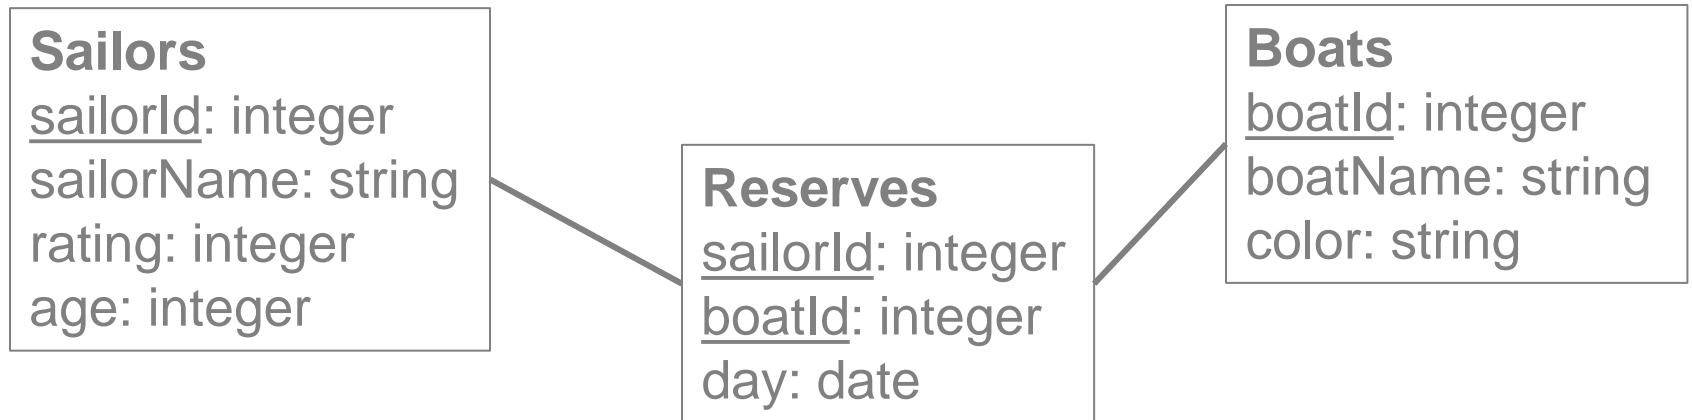 Sailors
sailorId: integer
sailorName: string
rating: integer
age: integer
Reserves
sailorId: integer
boatId: integer
day: date
Boats
boatId: integer
boatName: string
color: string